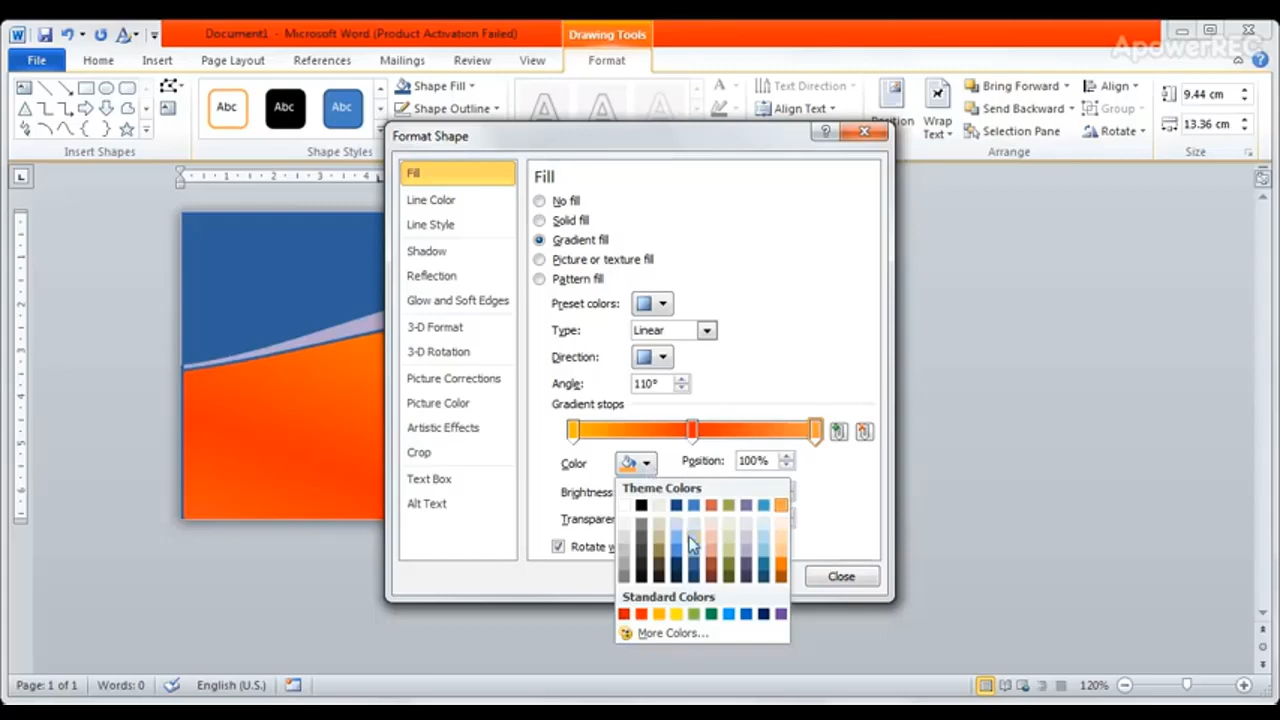 Document1 - Microsoft Word (Product Activation Failed)
Drawing Tools
ApowerREC
File
Home
Insert
Page Layout
References
Mailings
Review
View
Format
Abc
Abc
Abc
Shape Fill
Shape Outline
Text Direction
Align Text
Position
Wrap
Text
Bring Forward
Send Backward
Selection Pane
Align
Group
Rotate
9.44 cm
13.36 cm
Insert Shapes
Shape Styles
Arrange
Size
Format Shape
Fill
Line Color
Line Style
Shadow
Reflection
Glow and Soft Edges
3-D Format
3-D Rotation
Picture Corrections
Picture Color
Artistic Effects
Crop
Text Box
Alt Text
Fill
No fill
Solid fill
Gradient fill
Picture or texture fill
Pattern fill
Preset colors:
Type: Linear
Direction:
Angle: 110°
Gradient stops
Color
Position: 100%
Brightness
Transparen
Rotate w
Theme Colors
Standard Colors
More Colors...
Close
Page: 1 of 1
Words: 0
English (U.S.)
120%